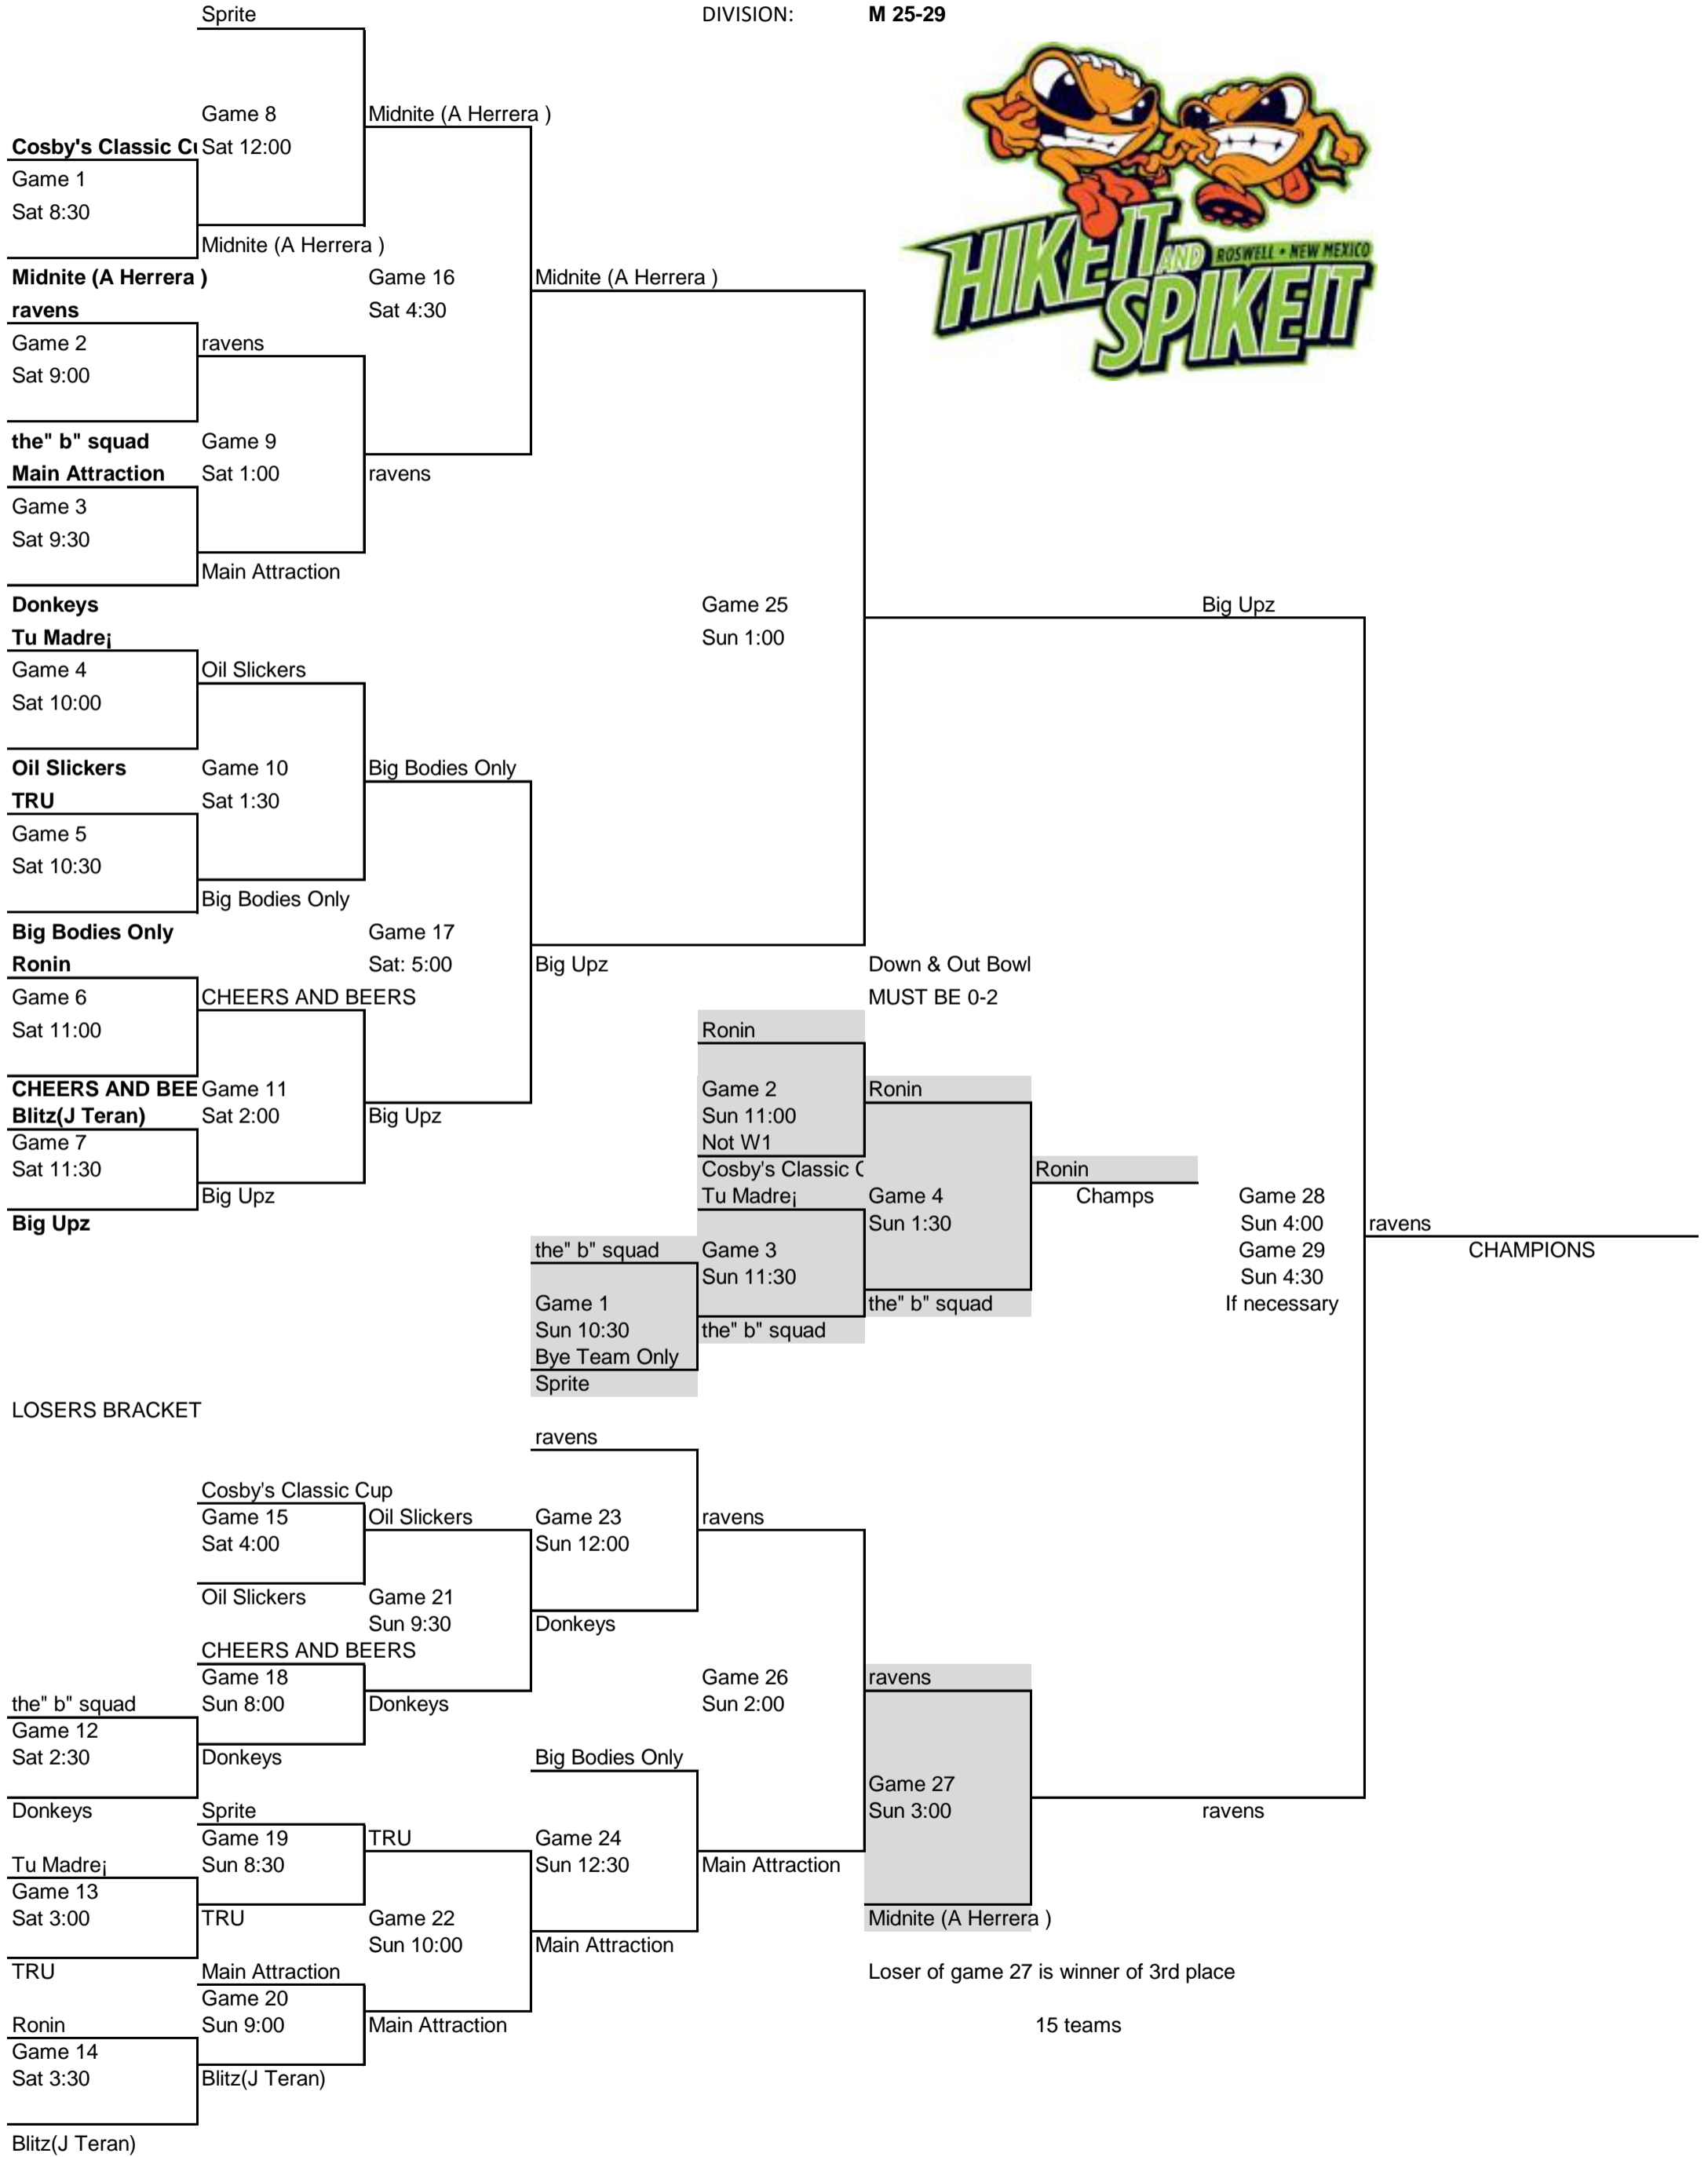 Sprite
DIVISION:
M 25-29
Game 8
Midnite (A Herrera )
Cosby's Classic Cu
Sat 12:00
Game 1
Sat 8:30
Midnite (A Herrera )
Midnite (A Herrera )
Game 16
Midnite (A Herrera )
HIKE IT AND SPIKE IT
ROSWELL • NEW MEXICO
ravens
Sat 4:30
Game 2
ravens
Sat 9:00
the" b" squad
Game 9
Main Attraction
Sat 1:00
ravens
Game 3
Sat 9:30
Main Attraction
Donkeys
Game 25
Big Upz
Tu Madre¡
Sun 1:00
Game 4
Oil Slickers
Sat 10:00
Oil Slickers
Game 10
Big Bodies Only
TRU
Sat 1:30
Game 5
Sat 10:30
Big Bodies Only
Big Bodies Only
Game 17
Ronin
Sat: 5:00
Big Upz
Down & Out Bowl
Game 6
CHEERS AND BEERS
MUST BE 0-2
Sat 11:00
Ronin
CHEERS AND BEE
Game 11
Game 2
Ronin
Blitz(J Teran)
Sat 2:00
Big Upz
Sun 11:00
Game 7
Not W1
Sat 11:30
Cosby's Classic C
Ronin
Big Upz
Tu Madre¡
Game 4
Champs
Game 28
Big Upz
Sun 1:30
Sun 4:00
ravens
the" b" squad
Game 3
Game 29
CHAMPIONS
Sun 11:30
Sun 4:30
Game 1
the" b" squad
If necessary
Sun 10:30
the" b" squad
Bye Team Only
Sprite
LOSERS BRACKET
ravens
Cosby's Classic Cup
Game 15
Oil Slickers
Game 23
ravens
Sat 4:00
Sun 12:00
Oil Slickers
Game 21
Sun 9:30
Donkeys
CHEERS AND BEERS
Game 18
Game 26
ravens
the" b" squad
Sun 8:00
Donkeys
Sun 2:00
Game 12
Sat 2:30
Donkeys
Big Bodies Only
Game 27
Donkeys
Sprite
Sun 3:00
ravens
Game 19
TRU
Game 24
Tu Madre¡
Sun 8:30
Sun 12:30
Main Attraction
Game 13
Sat 3:00
TRU
Game 22
Midnite (A Herrera )
Sun 10:00
Main Attraction
TRU
Main Attraction
Loser of game 27 is winner of 3rd place
Game 20
Ronin
Sun 9:00
Main Attraction
15 teams
Game 14
Sat 3:30
Blitz(J Teran)
Blitz(J Teran)